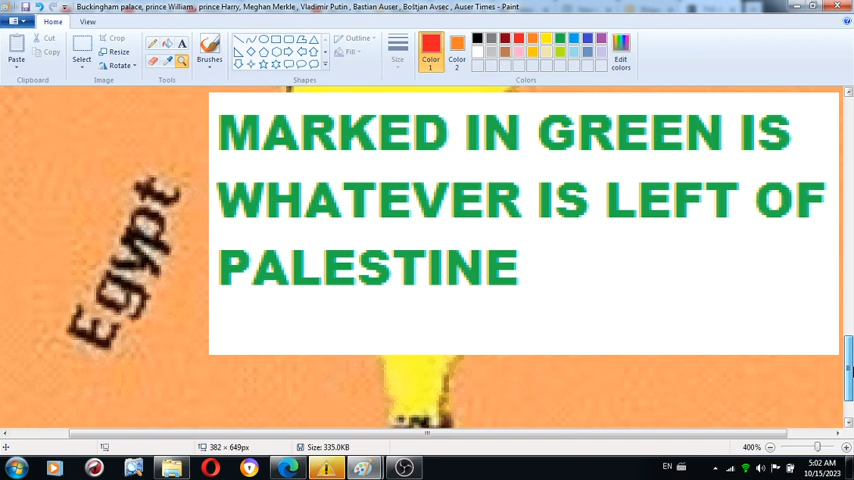 Buckingham palace, prince William , prince Harry, Meghan Merkle , Vladimir Putin , Bastian Auser , Boštjan Avsec , Auser Times - Paint
Home View
Cut
Copy
Paste
Clipboard
Crop
Resize
Rotate
Select
Image
A
Tools
Brushes
Outline
Fill
Shapes
Size
Color 1
Color 2
Colors
Edit colors
MARKED IN GREEN IS
WHATEVER IS LEFT OF
PALESTINE
Egypt
382 × 649px
Size: 335.0KB
400%
EN
5:02 AM
10/15/2023